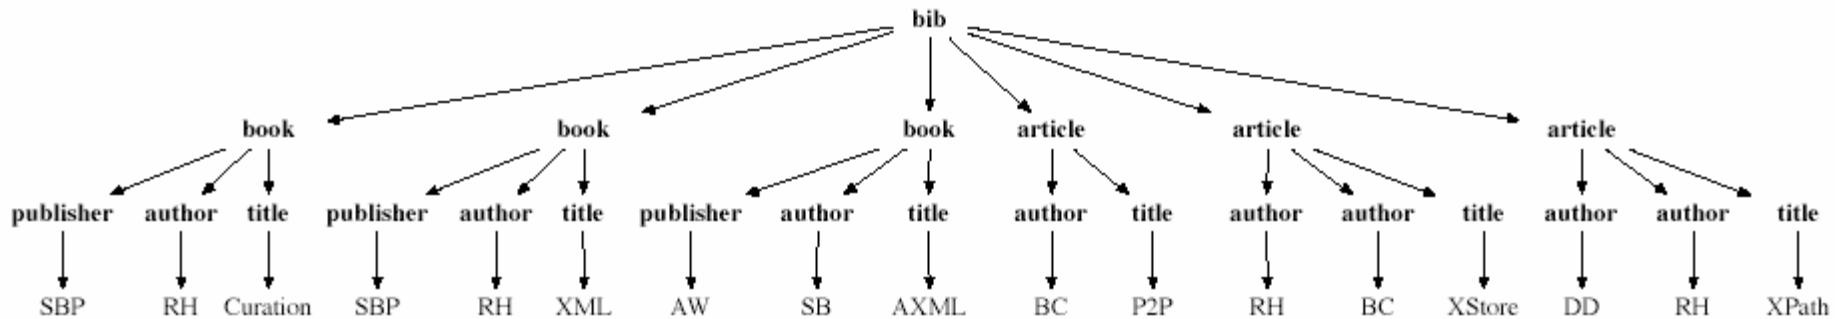 bib
book book book article article article
publisher author title publisher author title publisher author title author title author author title author author title
SBP RH Curation SBP RH XML AW SB AXML BC P2P RH BC XStore DD RH XPath